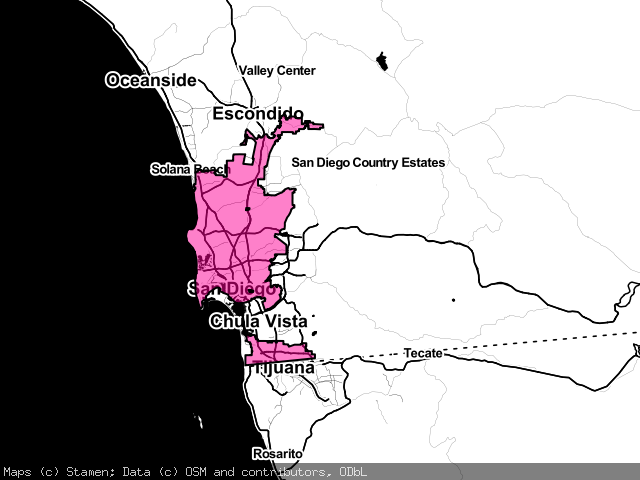 Valley Center
Oceanside
Escondido
San Diego Country Estates
Solana Beach
San Diego
Chula Vista
Tecate
Tijuana
Rosarito
Maps (c) Stamen; Data (c) OSM and contributors, ODbL